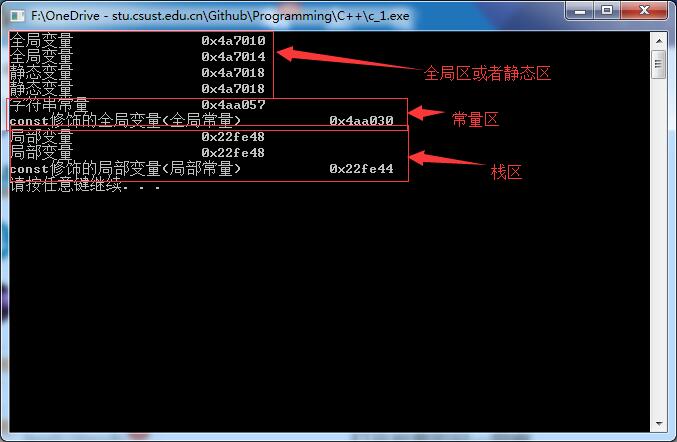 F:\OneDrive - stu.csust.edu.cn\Github\Programming\C++\c_1.exe
全局变量 0x4a7010
全局变量 0x4a7014
静态变量 0x4a7018
静态变量 0x4a7018
字符串常量 0x4aa057
const修饰的全局变量(全局常量) 0x4aa030
局部变量 0x22fe48
局部变量 0x22fe48
const修饰的局部变量(局部常量) 0x22fe44
请按任意键继续. . .
全局区或者静态区
常量区
栈区